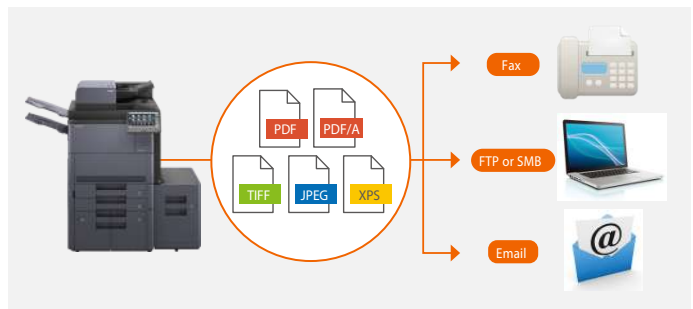 PDF
PDF/A
TIFF
JPEG
XPS
Fax
FTP or SMB
Email
@